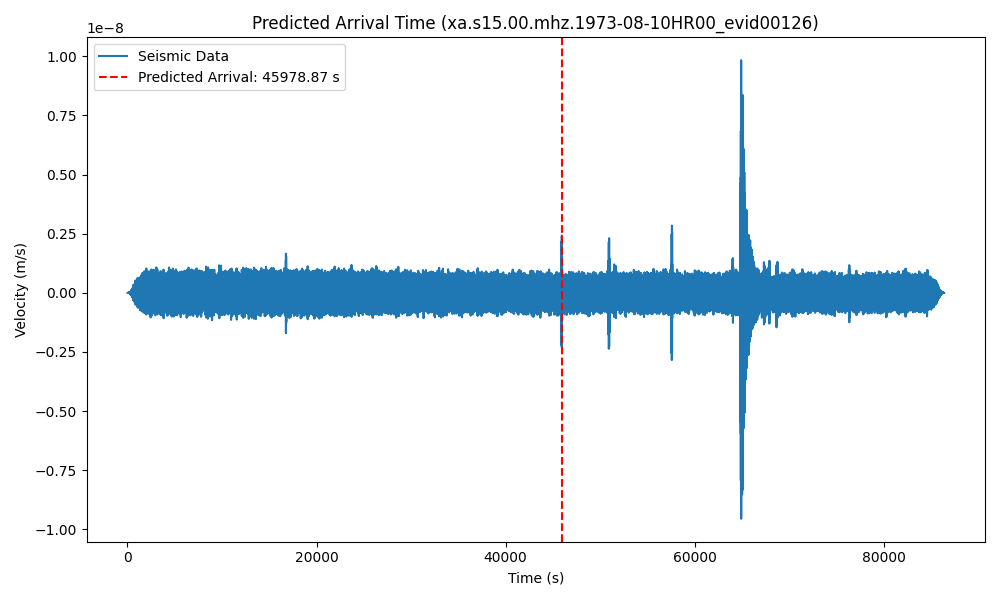 Predicted Arrival Time (xa.s15.00.mhz.1973-08-10HR00_evid00126)
1e−8
Seismic Data
Predicted Arrival: 45978.87 s
1.00
0.75
0.50
0.25
0.00
−0.25
−0.50
−0.75
−1.00
Velocity (m/s)
0 20000 40000 60000 80000
Time (s)